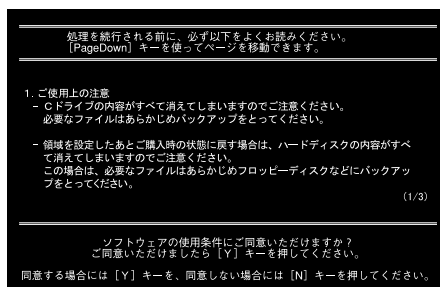 処理を続行される前に、必ず以下をよくお読みください。
［PageDown］キーを使ってページを移動できます。
1. ご使用上の注意
－ Ｃドライブの内容がすべて消えてしまいますのでご注意ください。
必要なファイルはあらかじめバックアップをとってください。
－ 領域を設定したあとご購入時の状態に戻す場合は、ハードディスクの内容がすべ
て消えてしまいますのでご注意ください。
この場合は、必要なファイルはあらかじめフロッピーディスクなどにバックアッ
プをとってください。
(1/3)
ソフトウェアの使用条件にご同意いただけますか？
ご同意いただけましたら［Y］キーを押してください。
同意する場合には［Y］キーを、同意しない場合には［N］キーを押してください。